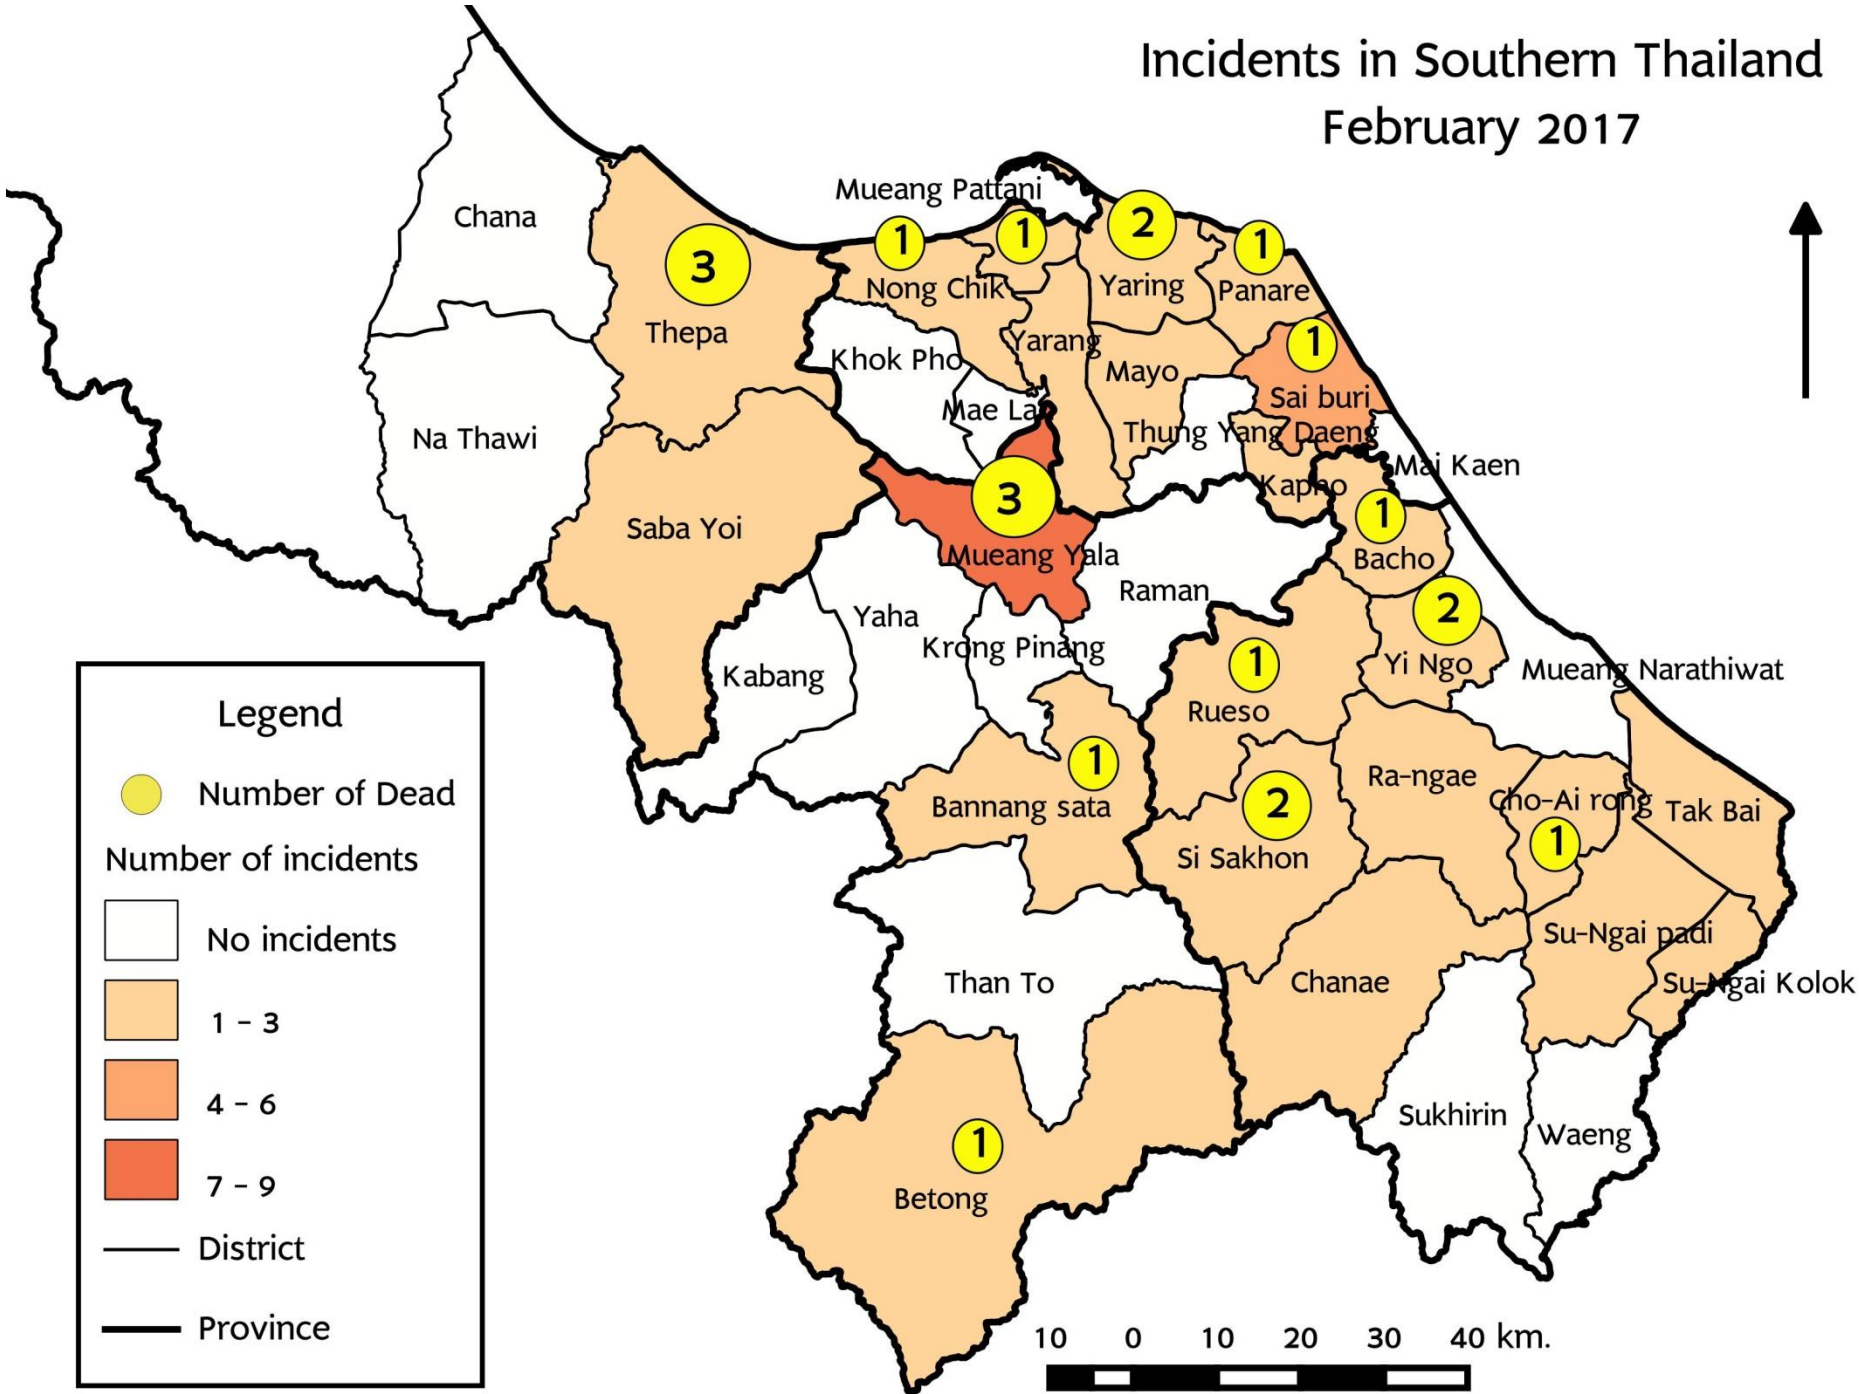 Incidents in Southern Thailand
February 2017
Mueang Pattani
Chana
1
1
2
1
3
Nong Chik
Yaring
Panare
Thepa
1
Khok Pho
Yarang
Mayo
Sai buri
Mae Lan
Na Thawi
Thung Yang Daeng
Mai Kaen
Kapho
3
1
Saba Yoi
Mueang Yala
Bacho
Raman
2
Yaha
Krong Pinang
1
Yi Ngo
Mueang Narathiwat
Kabang
Rueso
1
Ra-ngae
Bannang sata
2
Cho-Ai rong
Tak Bai
1
Si Sakhon
Su-Ngai padi
Than To
Chanae
Su-Ngai Kolok
Sukhirin
Waeng
1
Betong
Legend
Number of Dead
Number of incidents
No incidents
1 - 3
4 - 6
7 - 9
District
Province
10 0 10 20 30 40 km.